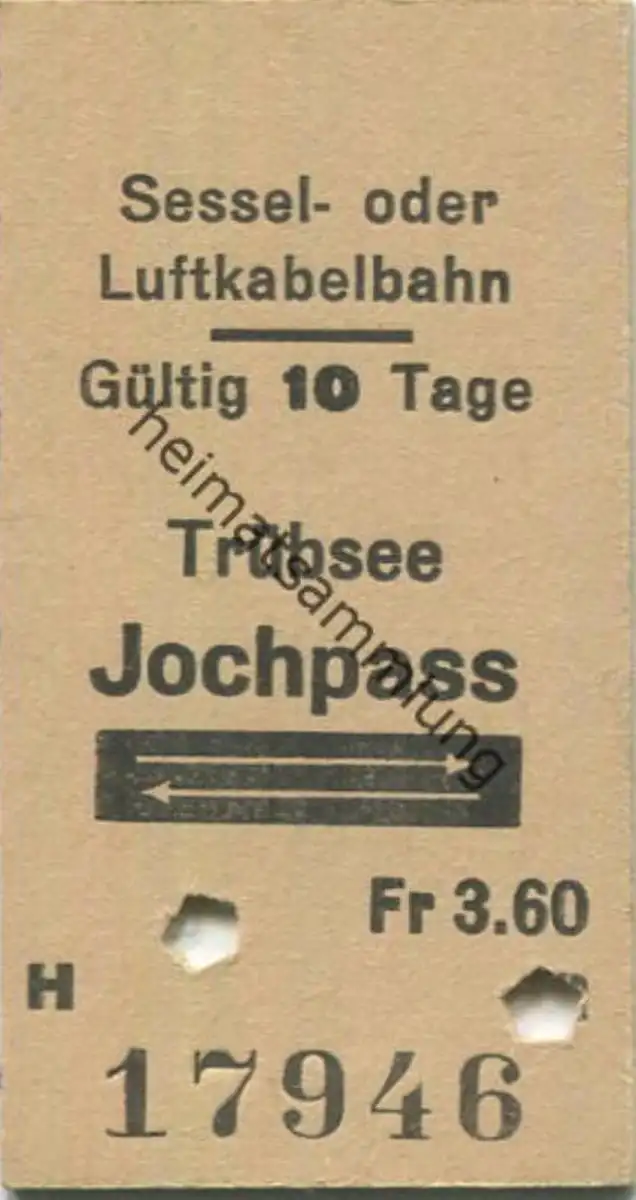 Sessel- oder
Luftkabelbahn
Gültig 10 Tage
Trübsee
Jochpass
Fr 3.60
H
17946
heimatsammlung